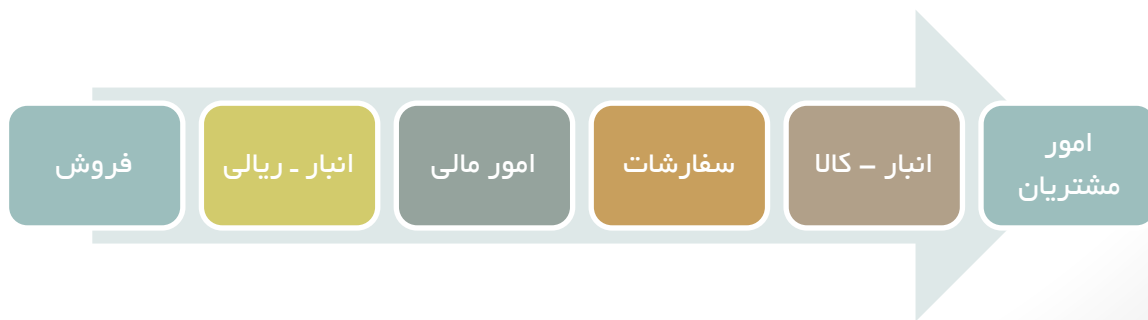 فروش
انبار - ریالی
امور مالی
سفارشات
انبار – کالا
امور
مشتریان